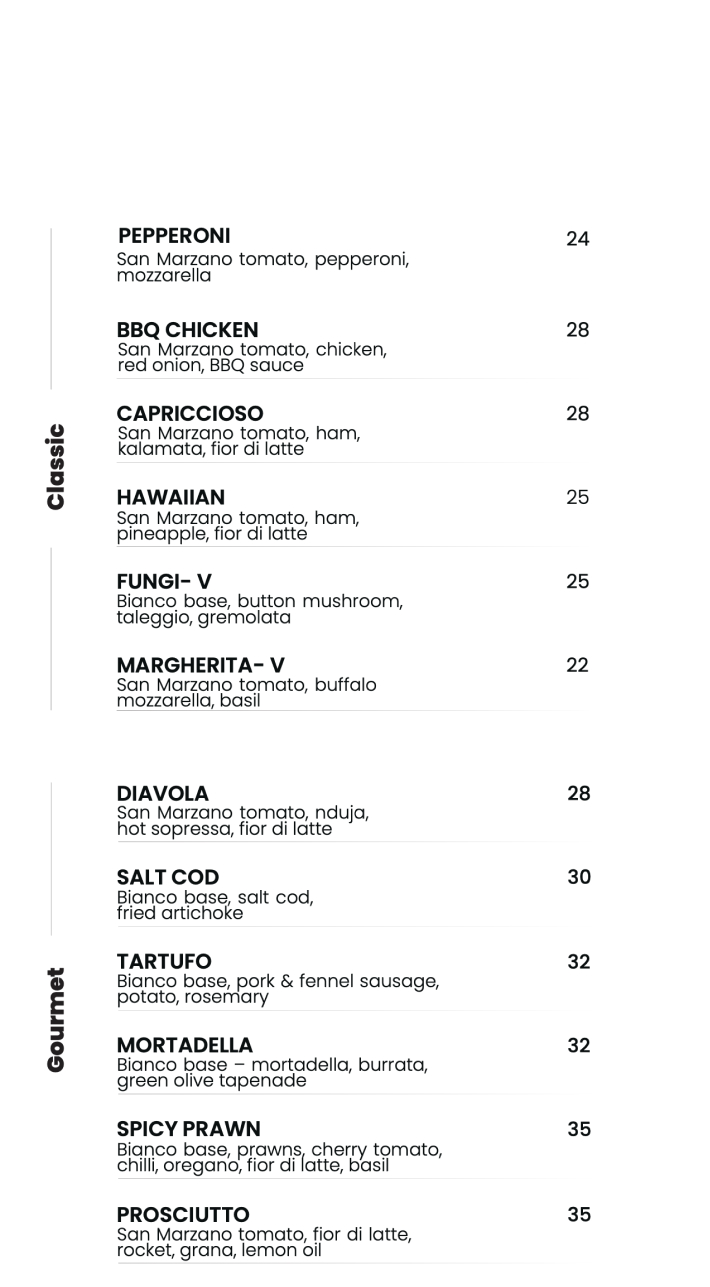 Classic
PEPPERONI 24
San Marzano tomato, pepperoni,
mozzarella
BBQ CHICKEN 28
San Marzano tomato, chicken,
red onion, BBQ sauce
CAPRICCIOSO 28
San Marzano tomato, ham,
kalamata, fior di latte
HAWAIIAN 25
San Marzano tomato, ham,
pineapple, fior di latte
FUNGI- V 25
Bianco base, button mushroom,
taleggio, gremolata
MARGHERITA- V 22
San Marzano tomato, buffalo
mozzarella, basil
Gourmet
DIAVOLA 28
San Marzano tomato, nduja,
hot sopressa, fior di latte
SALT COD 30
Bianco base, salt cod,
fried artichoke
TARTUFO 32
Bianco base, pork & fennel sausage,
potato, rosemary
MORTADELLA 32
Bianco base – mortadella, burrata,
green olive tapenade
SPICY PRAWN 35
Bianco base, prawns, cherry tomato,
chilli, oregano, fior di latte, basil
PROSCIUTTO 35
San Marzano tomato, fior di latte,
rocket, grana, lemon oil